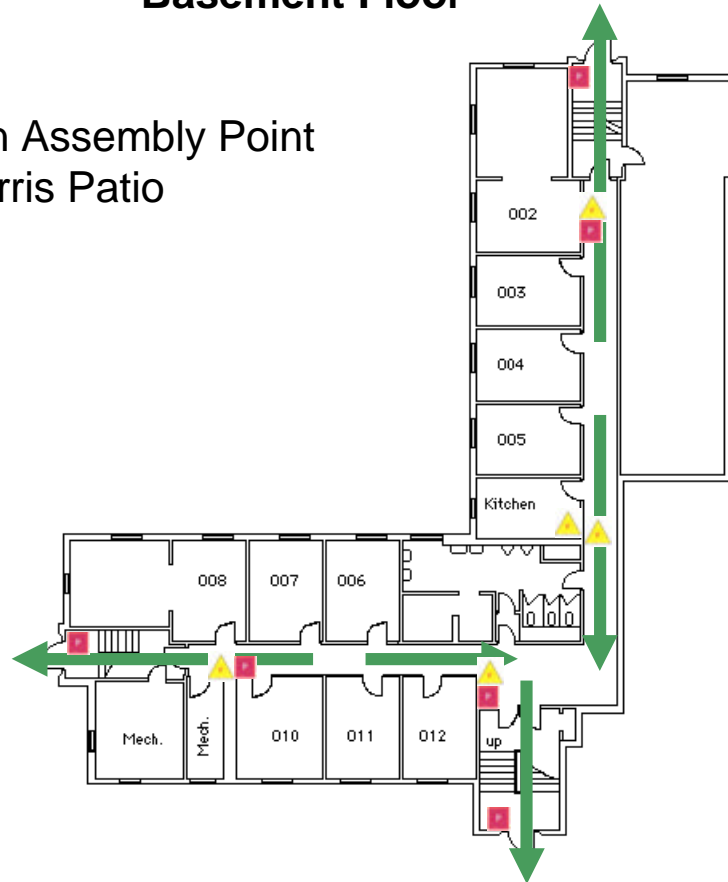 Basement Floor
Assembly Point
Patio
002
003
004
005
Kitchen
008 007 006
Mech. Mech. 010 011 012 up